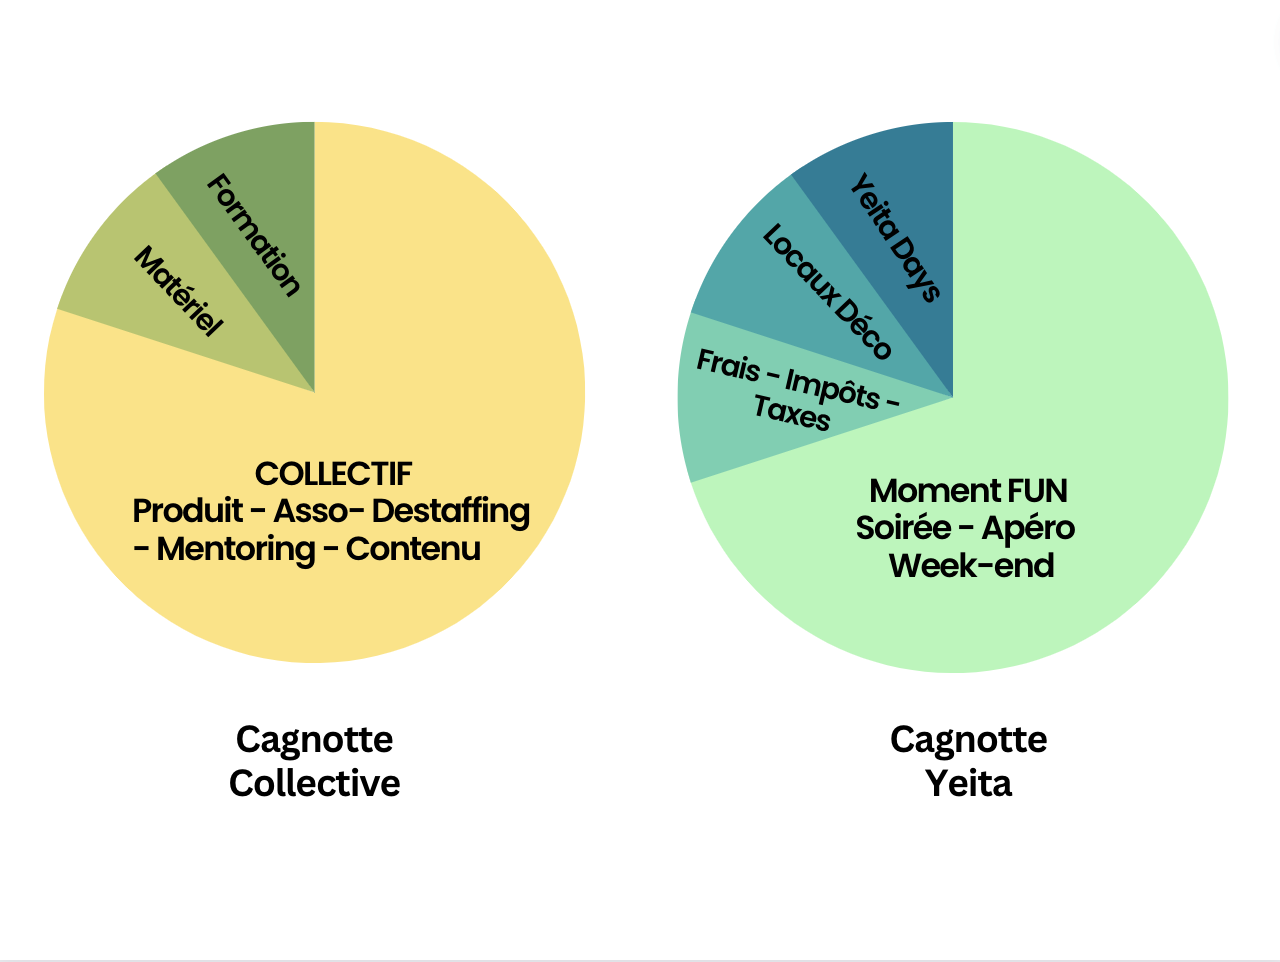 Formation
Matériel
COLLECTIF
Produit - Asso- Destaffing
- Mentoring - Contenu
Cagnotte
Collective
Yeita Days
Locaux Déco
Frais - Impôts -
Taxes
Moment FUN
Soirée - Apéro
Week-end
Cagnotte
Yeita